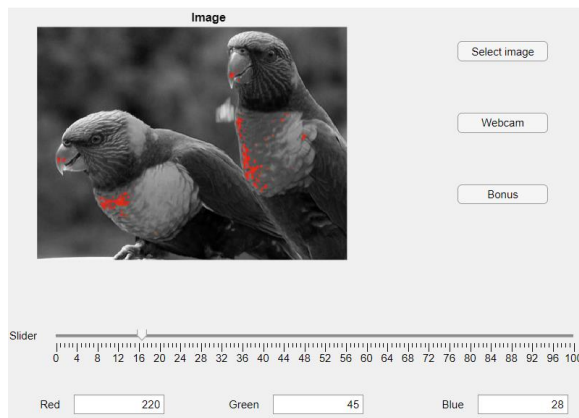 Image
Select image
Webcam
Bonus
Slider
0 4 8 12 16 20 24 28 32 36 40 44 48 52 56 60 64 68 72 76 80 84 88 92 96 100
Red 220 Green 45 Blue 28